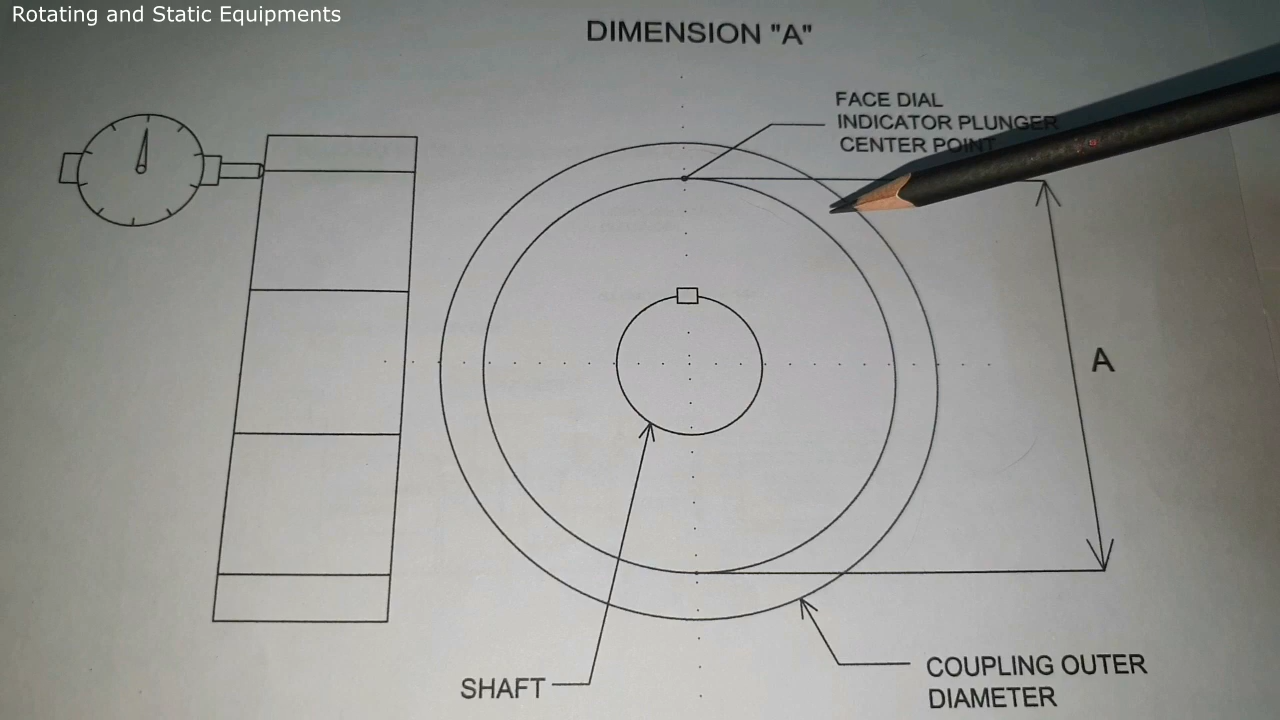 Rotating and Static Equipments
DIMENSION "A"
FACE DIAL
INDICATOR PLUNGER
CENTER POINT
A
SHAFT
COUPLING OUTER
DIAMETER